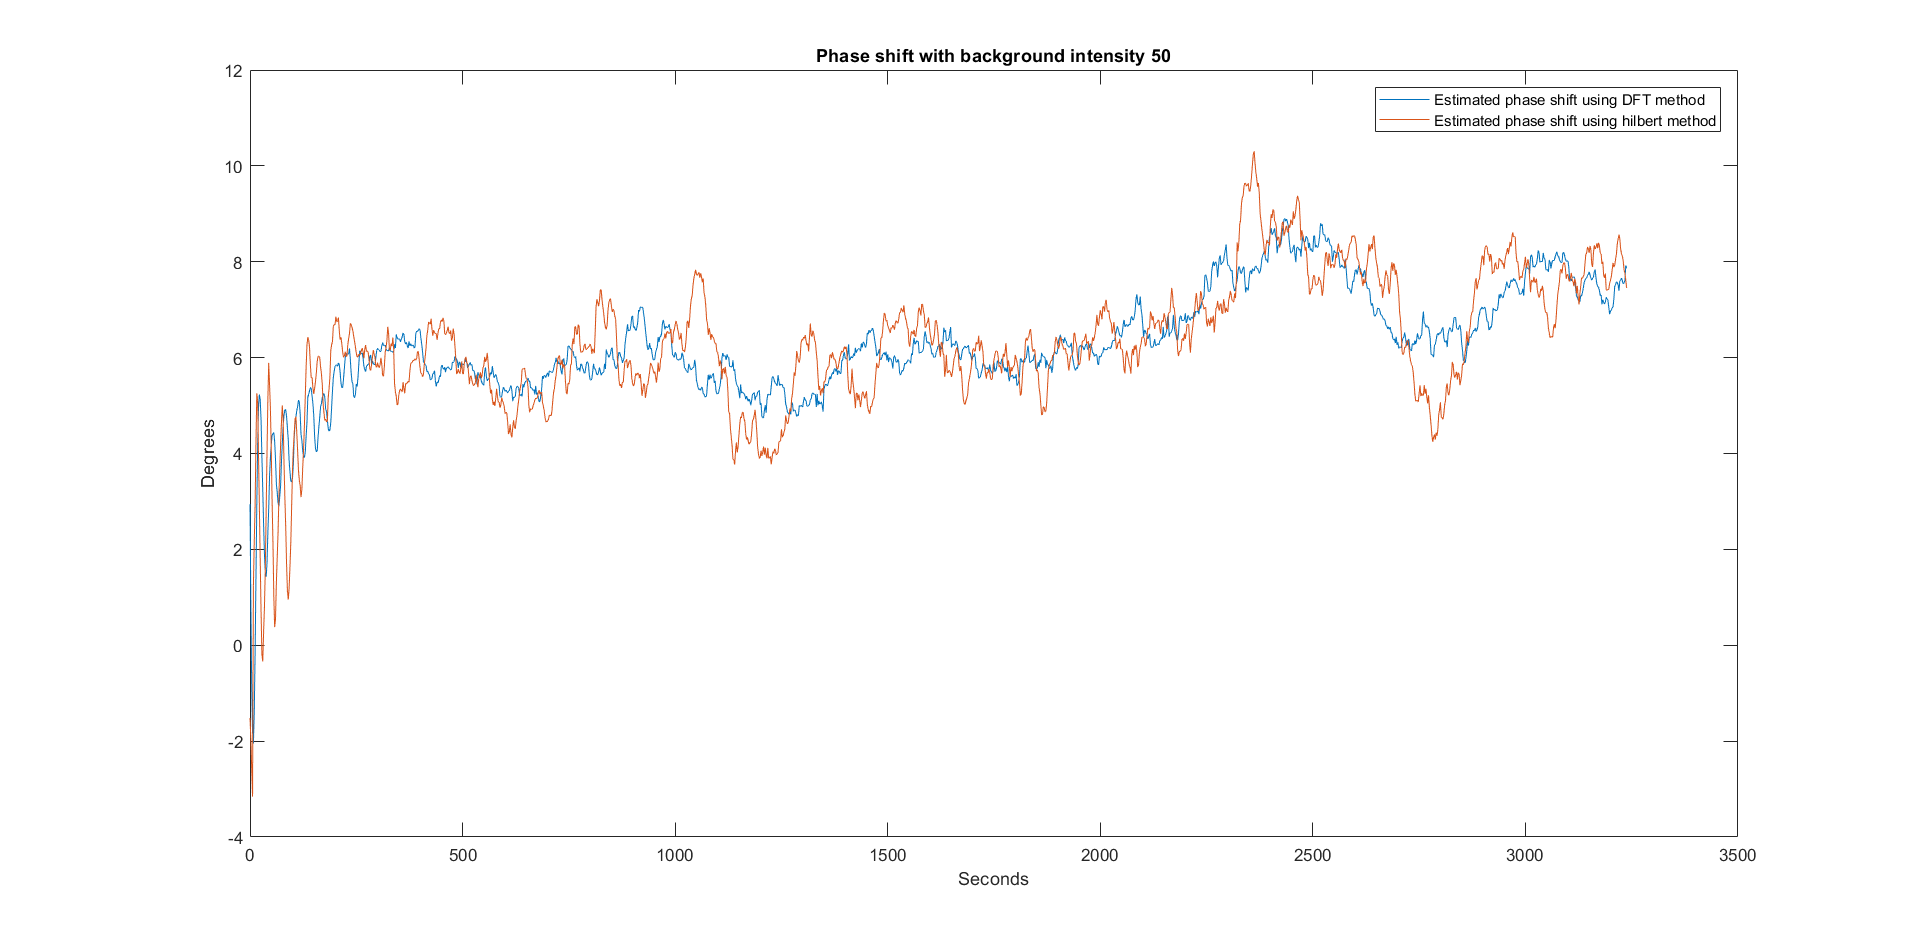 Phase shift with background intensity 50
12
10
8
6
4
2
0
-2
-4
Degrees
Estimated phase shift using DFT method
Estimated phase shift using hilbert method
0 500 1000 1500 2000 2500 3000 3500
Seconds